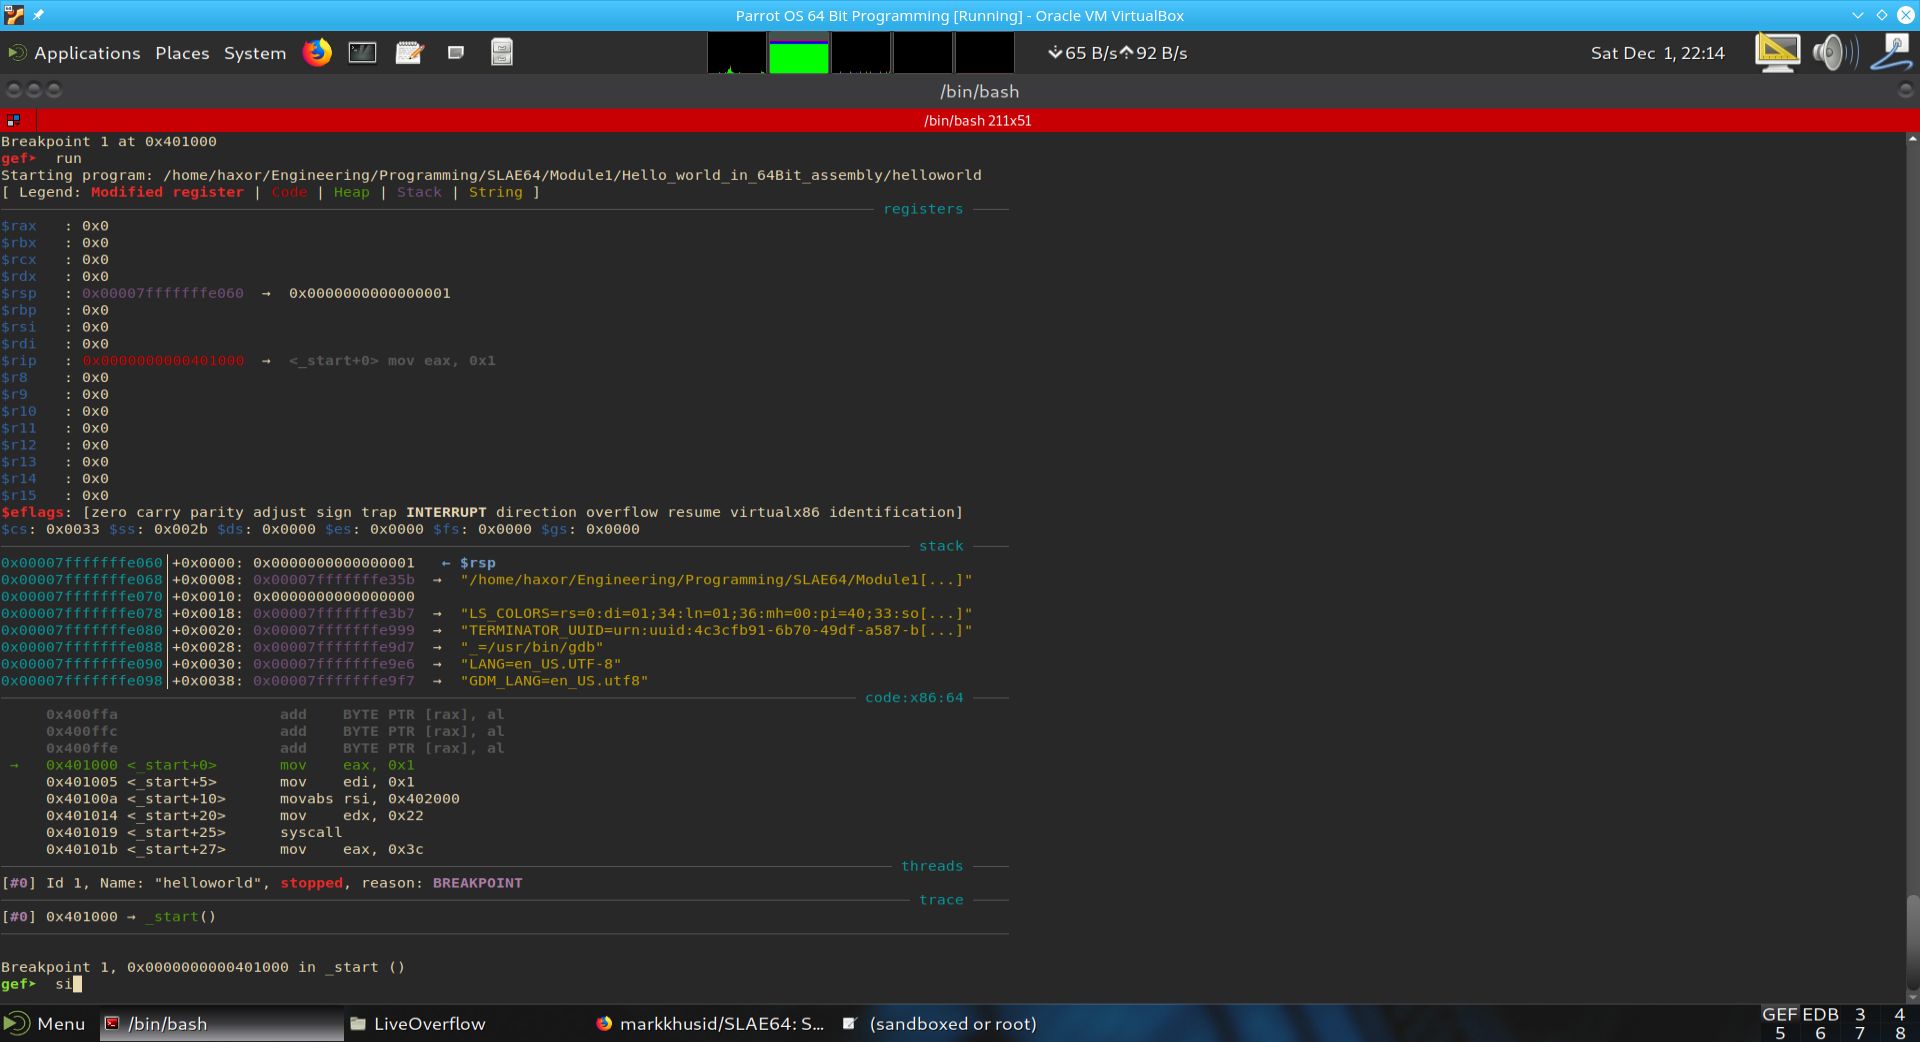 Parrot OS 64 Bit Programming [Running] - Oracle VM VirtualBox
Applications Places System 65 B/s 92 B/s Sat Dec 1, 22:14
/bin/bash
/bin/bash 211x51
Breakpoint 1 at 0x401000
gef➤ run
Starting program: /home/haxor/Engineering/Programming/SLAE64/Module1/Hello_world_in_64Bit_assembly/helloworld
[ Legend: Modified register | Code | Heap | Stack | String ]
registers
$rax : 0x0
$rbx : 0x0
$rcx : 0x0
$rdx : 0x0
$rsp : 0x00007fffffffe060 → 0x0000000000000001
$rbp : 0x0
$rsi : 0x0
$rdi : 0x0
$rip : 0x0000000000401000 → <_start+0> mov eax, 0x1
$r8 : 0x0
$r9 : 0x0
$r10 : 0x0
$r11 : 0x0
$r12 : 0x0
$r13 : 0x0
$r14 : 0x0
$r15 : 0x0
$eflags: [zero carry parity adjust sign trap INTERRUPT direction overflow resume virtualx86 identification]
$cs: 0x0033 $ss: 0x002b $ds: 0x0000 $es: 0x0000 $fs: 0x0000 $gs: 0x0000
stack
0x00007fffffffe060│+0x0000: 0x0000000000000001 ← $rsp
0x00007fffffffe068│+0x0008: 0x00007fffffffe35b → "/home/haxor/Engineering/Programming/SLAE64/Module1[...]"
0x00007fffffffe070│+0x0010: 0x0000000000000000
0x00007fffffffe078│+0x0018: 0x00007fffffffe3b7 → "LS_COLORS=rs=0:di=01;34:ln=01;36:mh=00:pi=40;33:so[...]"
0x00007fffffffe080│+0x0020: 0x00007fffffffe999 → "TERMINATOR_UUID=urn:uuid:4c3cfb91-6b70-49df-a587-b[...]"
0x00007fffffffe088│+0x0028: 0x00007fffffffe9d7 → "_=/usr/bin/gdb"
0x00007fffffffe090│+0x0030: 0x00007fffffffe9e6 → "LANG=en_US.UTF-8"
0x00007fffffffe098│+0x0038: 0x00007fffffffe9f7 → "GDM_LANG=en_US.utf8"
code:x86:64
0x400ffa add BYTE PTR [rax], al
0x400ffc add BYTE PTR [rax], al
0x400ffe add BYTE PTR [rax], al
→ 0x401000 <_start+0> mov eax, 0x1
0x401005 <_start+5> mov edi, 0x1
0x40100a <_start+10> movabs rsi, 0x402000
0x401014 <_start+20> mov edx, 0x22
0x401019 <_start+25> syscall
0x40101b <_start+27> mov eax, 0x3c
threads
[#0] Id 1, Name: "helloworld", stopped, reason: BREAKPOINT
trace
[#0] 0x401000 → _start()
Breakpoint 1, 0x0000000000401000 in _start ()
gef➤ si
Menu /bin/bash LiveOverflow markkhusid/SLAE64: S... (sandboxed or root) GEF EDB 3 4
5 6 7 8